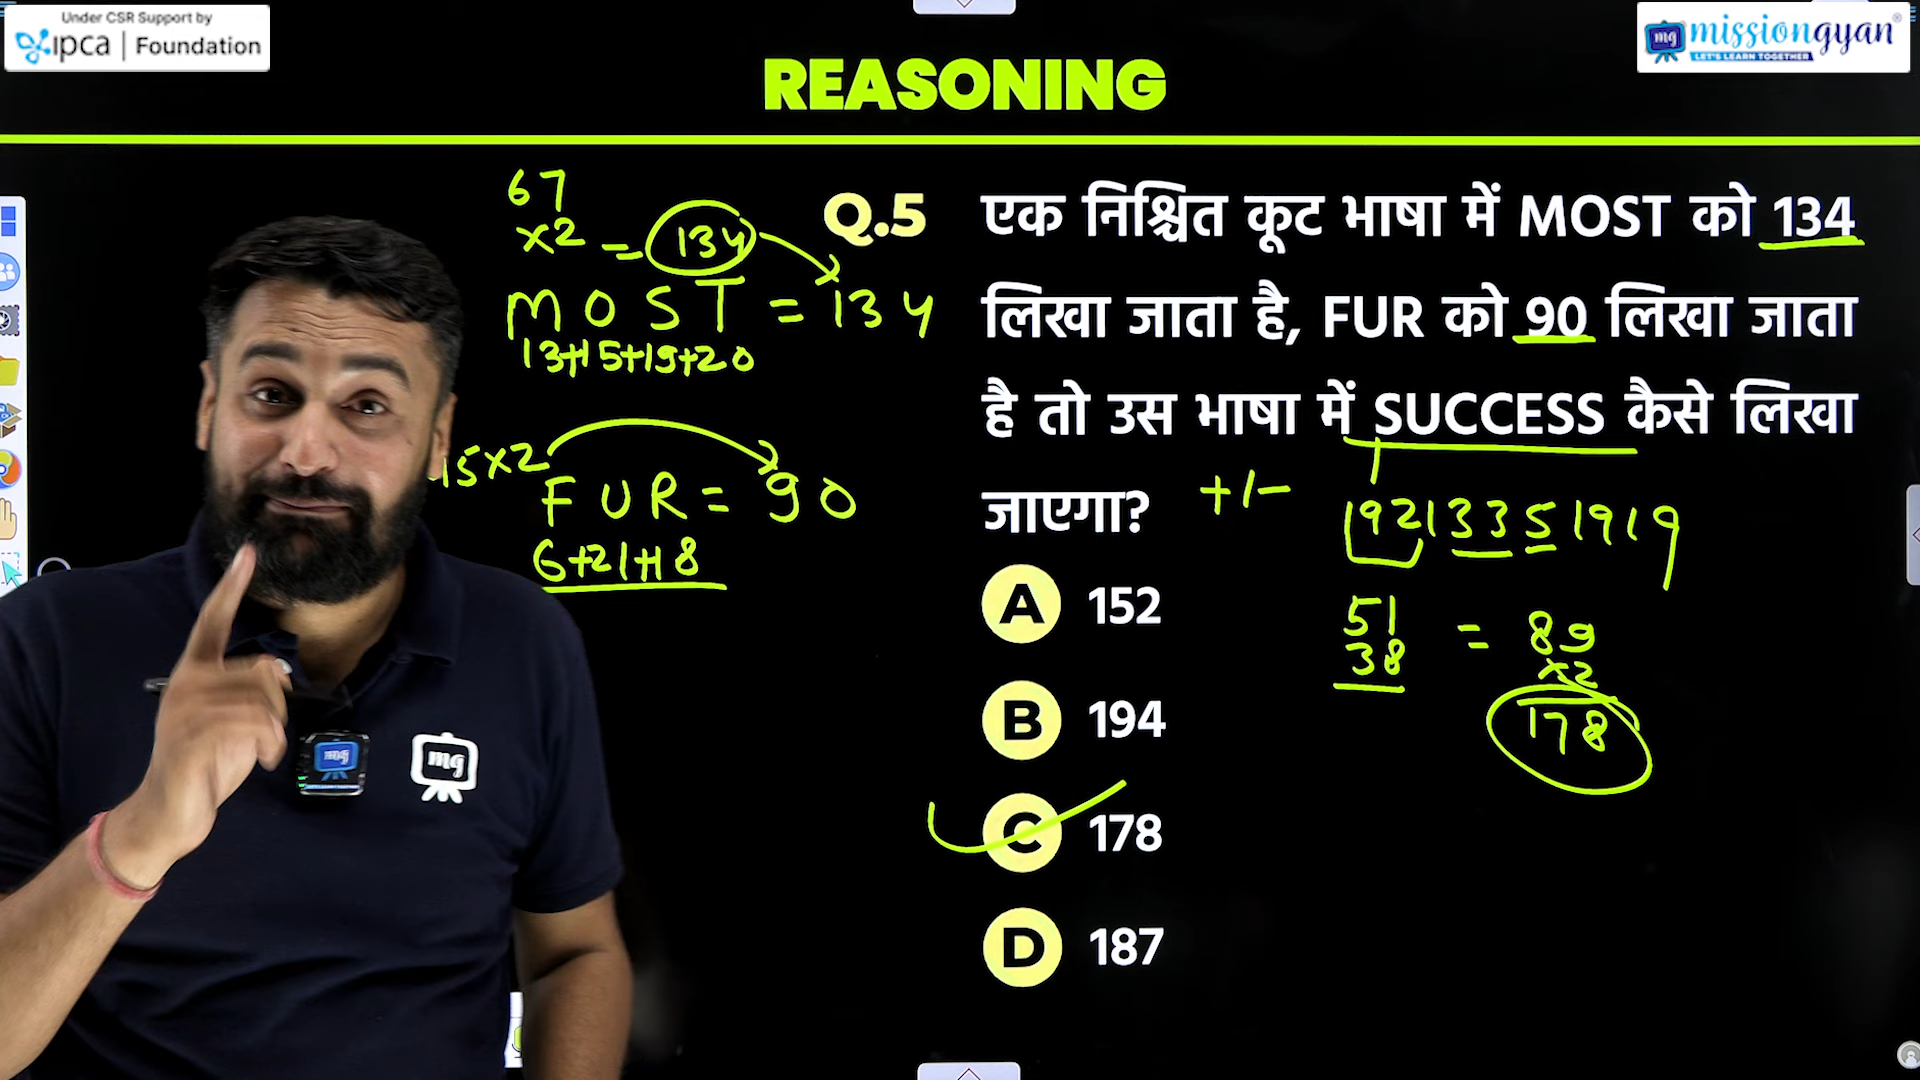 Under CSR Support by
ipca | Foundation
missiongyan®
LET'S LEARN TOGETHER
REASONING
Q.5 एक निश्चित कूट भाषा में MOST को 134
लिखा जाता है, FUR को 90 लिखा जाता
है तो उस भाषा में SUCCESS कैसे लिखा
जाएगा?
A 152
B 194
C 178
D 187
67
×2 = 134
M O S T = 134
13+15+19+20
45×2
F U R = 90
6+21+18
+/-
19 21 3 3 5 19 19
51
38
= 89
×2
178
mg
mg